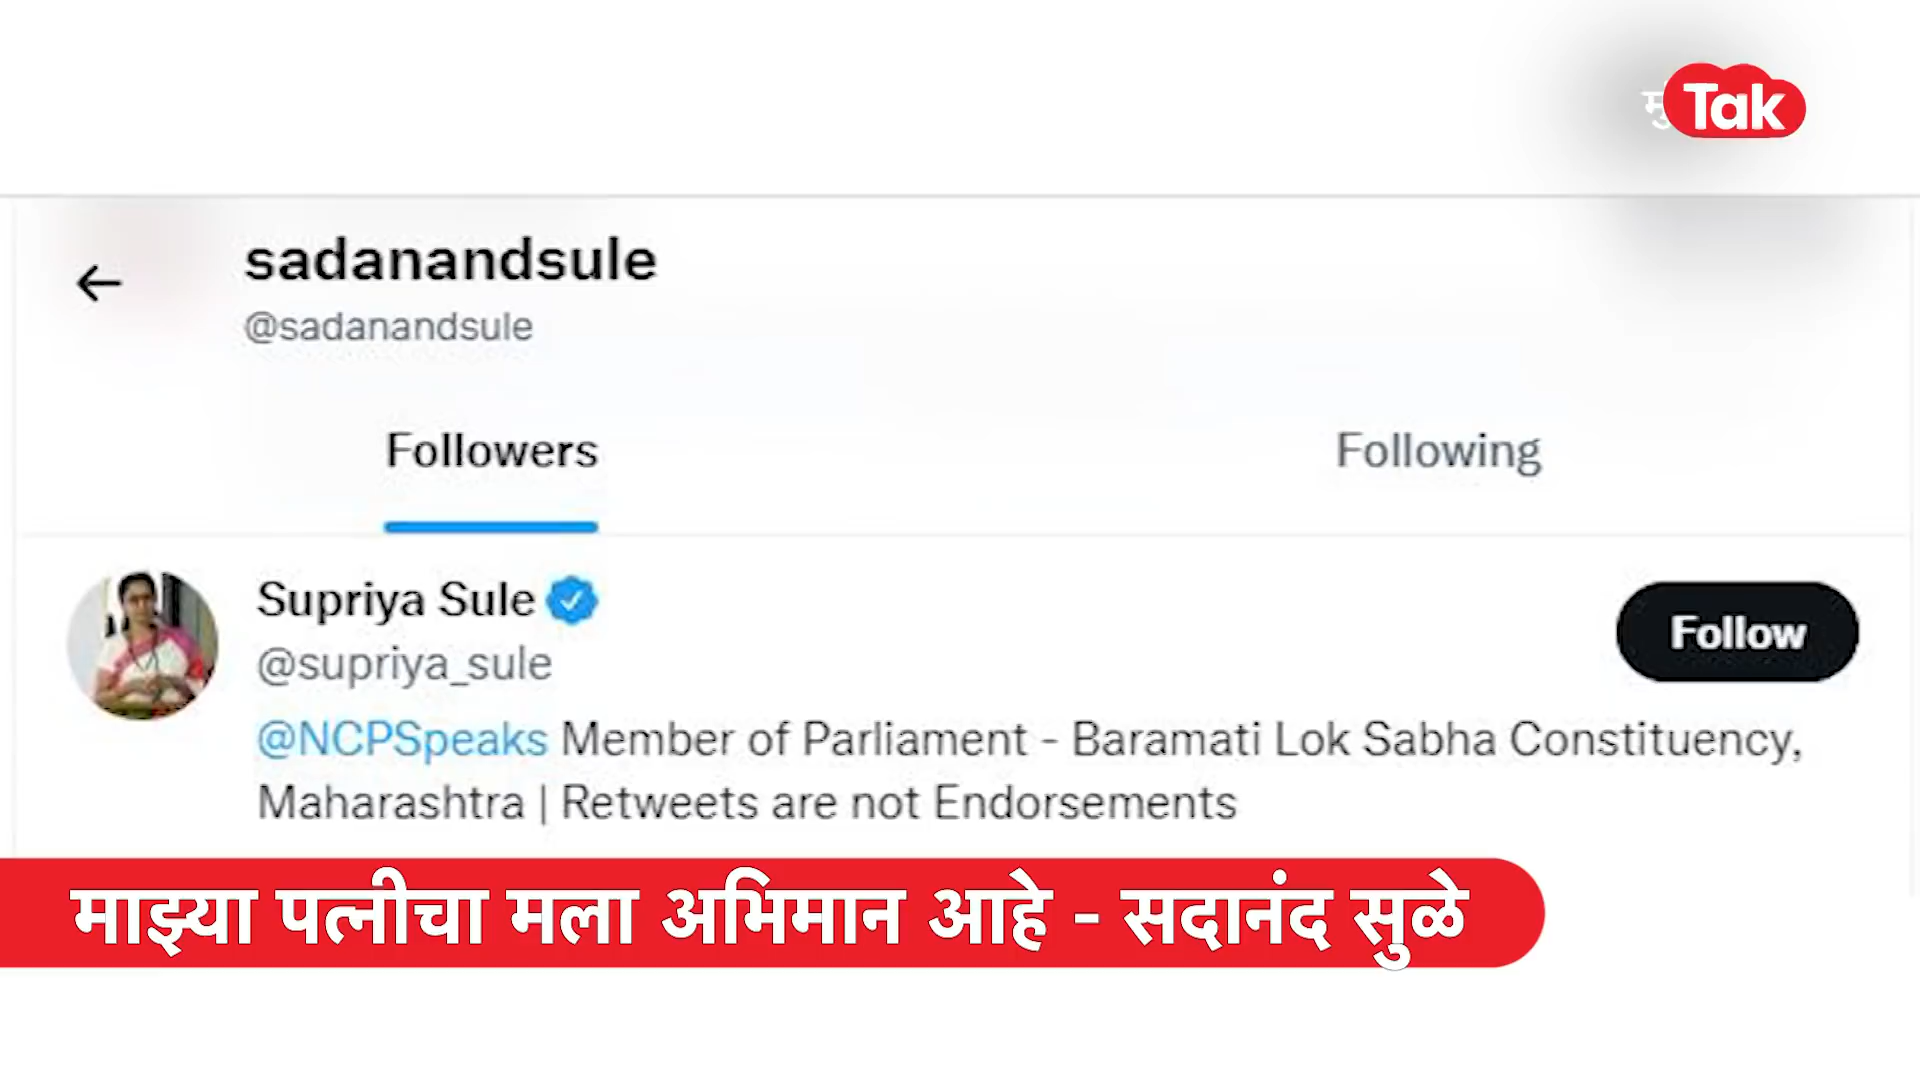 Tak
sadanandsule
@sadanandsule
Followers
Following
Supriya Sule
@supriya_sule
Follow
@NCPSpeaks Member of Parliament - Baramati Lok Sabha Constituency,
Maharashtra | Retweets are not Endorsements
माझ्या पत्नीचा मला अभिमान आहे - सदानंद सुळे